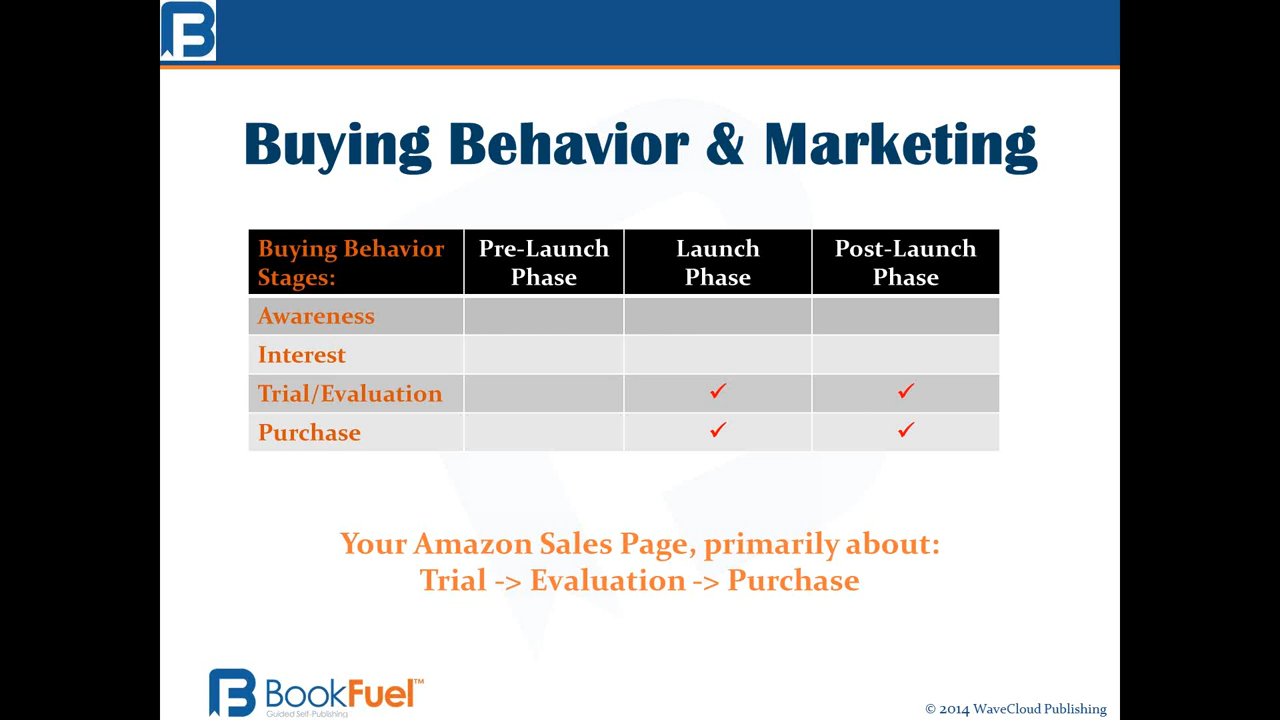 B
Buying Behavior & Marketing
Buying Behavior Stages:
Pre-Launch Phase
Launch Phase
Post-Launch Phase
Awareness
Interest
Trial/Evaluation ✓ ✓
Purchase ✓ ✓
Your Amazon Sales Page, primarily about:
Trial -> Evaluation -> Purchase
B BookFuel™
Guided Self-Publishing
© 2014 WaveCloud Publishing